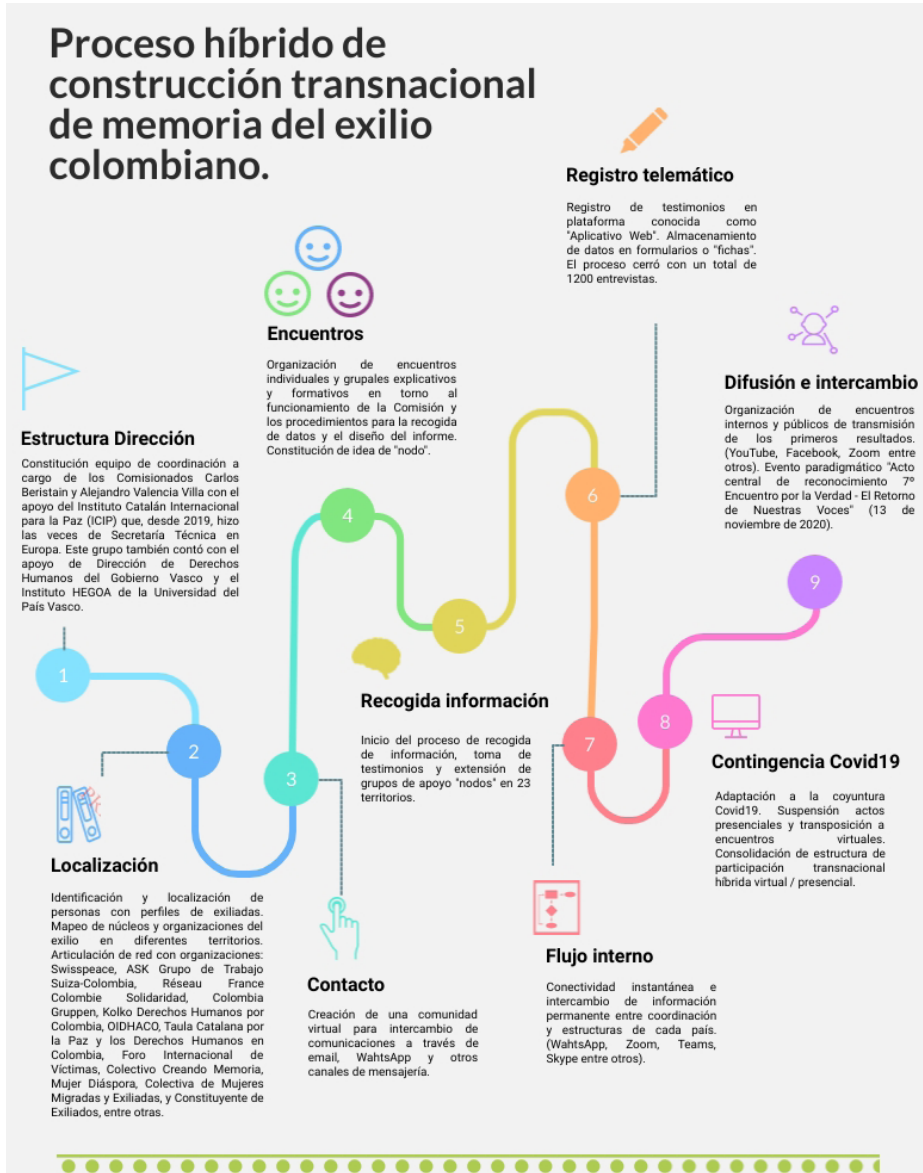 Proceso híbrido de
construcción transnacional
de memoria del exilio
colombiano.
Estructura Dirección
Constitución equipo de coordinación a
cargo de los Comisionados Carlos
Beristain y Alejandro Valencia Villa con el
apoyo del Instituto Catalán Internacional
para la Paz (ICIP) que, desde 2019, hizo
las veces de Secretaría Técnica en
Europa. Este grupo también contó con el
apoyo de Dirección de Derechos
Humanos del Gobierno Vasco y el
Instituto HEGOA de la Universidad del
País Vasco.
1
2
Localización
Identificación y localización de
personas con perfiles de exiliadas.
Mapeo de núcleos y organizaciones del
exilio en diferentes territorios.
Articulación de red con organizaciones:
Swisspeace, ASK Grupo de Trabajo
Suiza-Colombia, Réseau France
Colombie Solidaridad, Colombia
Gruppen, Kolko Derechos Humanos por
Colombia, OIDHACO, Taula Catalana por
la Paz y los Derechos Humanos en
Colombia, Foro Internacional de
Víctimas, Colectivo Creando Memoria,
Mujer Diáspora, Colectiva de Mujeres
Migradas y Exiliadas, y Constituyente de
Exiliados, entre otras.
3
Contacto
Creación de una comunidad
virtual para intercambio de
comunicaciones a través de
email, WahtsApp y otros
canales de mensajería.
Encuentros
Organización de encuentros
individuales y grupales explicativos
y formativos en torno al
funcionamiento de la Comisión y
los procedimientos para la recogida
de datos y el diseño del informe.
Constitución de idea de "nodo".
4
5
Recogida información
Inicio del proceso de recogida
de información, toma de
testimonios y extensión de
grupos de apoyo "nodos" en 23
territorios.
Registro telemático
Registro de testimonios en
plataforma conocida como
"Aplicativo Web". Almacenamiento
de datos en formularios o "fichas".
El proceso cerró con un total de
1200 entrevistas.
6
7
Flujo interno
Conectividad instantánea e
intercambio de información
permanente entre coordinación
y estructuras de cada país.
(WahtsApp, Zoom, Teams,
Skype entre otros).
8
Contingencia Covid19
Adaptación a la coyuntura
Covid19. Suspensión actos
presenciales y transposición a
encuentros virtuales.
Consolidación de estructura de
participación transnacional
híbrida virtual / presencial.
Difusión e intercambio
Organización de encuentros
internos y públicos de transmisión
de los primeros resultados.
(YouTube, Facebook, Zoom entre
otros). Evento paradigmático "Acto
central de reconocimiento 7º
Encuentro por la Verdad - El Retorno
de Nuestras Voces" (13 de
noviembre de 2020).
9